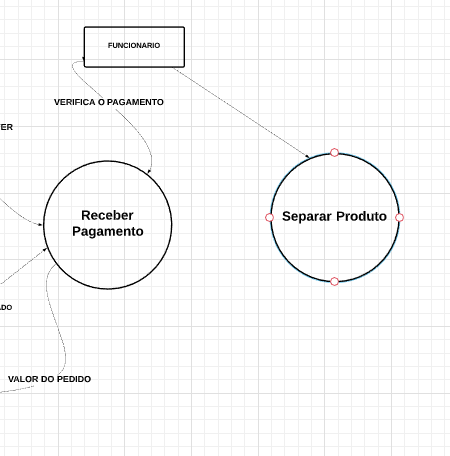 FUNCIONARIO
VERIFICA O PAGAMENTO
ER
Receber
Pagamento
Separar Produto
ADO
VALOR DO PEDIDO